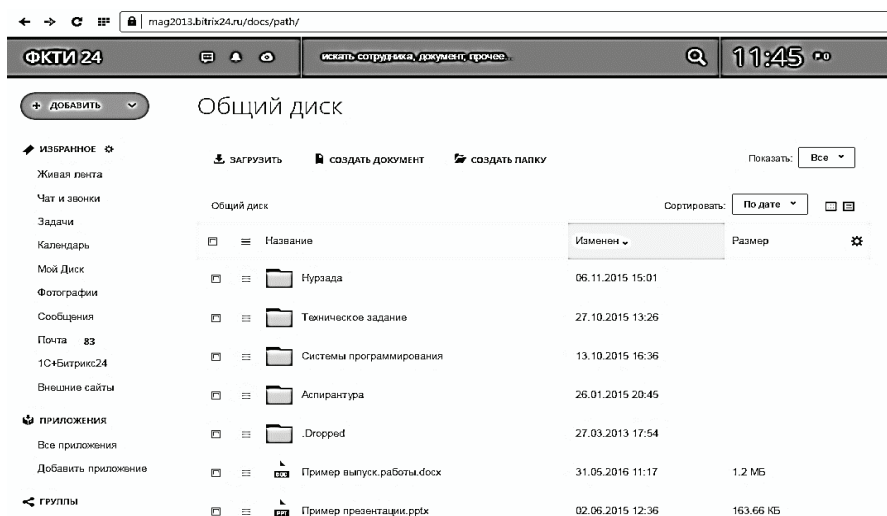 mag2013.bitrix24.ru/docs/path/
ФКТИ 24
искать сотрудника, документ, прочее...
11:45
+ ДОБАВИТЬ
Общий диск
ИЗБРАННОЕ
ЗАГРУЗИТЬ
СОЗДАТЬ ДОКУМЕНТ
СОЗДАТЬ ПАПКУ
Показать:
Все
Живая лента
Чат и звонки
Общий диск
Сортировать:
По дате
Задачи
Календарь
Название
Изменен
Размер
Мой Диск
Нурзада
06.11.2015 15:01
Фотографии
Сообщения
Техническое задание
27.10.2015 13:26
Почта 83
1С+Битрикс24
Системы программирования
13.10.2016 16:36
Внешние сайты
Аспирантура
26.01.2015 20:45
ПРИЛОЖЕНИЯ
.Dropped
27.03.2013 17:54
Все приложения
Добавить приложение
DOC
Пример выпуск.работы.docx
31.05.2016 11:17
1.2 МБ
ГРУППЫ
PPT
Пример презентации.pptx
02.06.2015 12:36
163.66 КБ